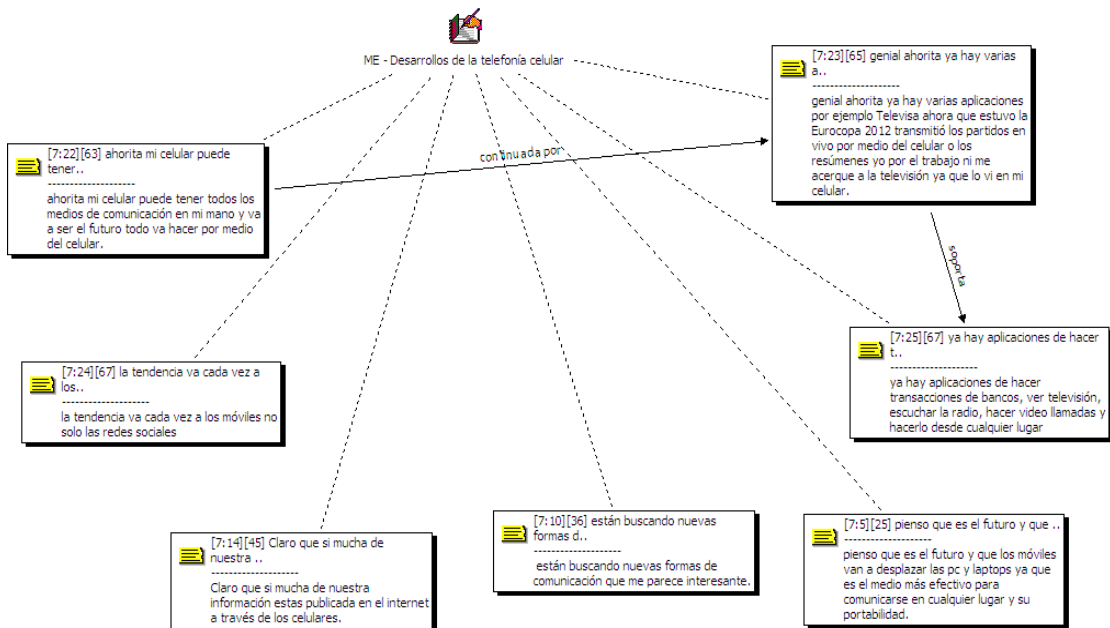 ME - Desarrollos de la telefonía celular
[7:23][65] genial ahorita ya hay varias
a..
--------------------
genial ahorita ya hay varias aplicaciones
por ejemplo Televisa ahora que estuvo la
Eurocopa 2012 transmitió los partidos en
vivo por medio del celular o los
resúmenes yo por el trabajo ni me
acerque a la televisión ya que lo vi en mi
celular.
[7:22][63] ahorita mi celular puede
tener..
--------------------
ahorita mi celular puede tener todos los
medios de comunicación en mi mano y va
a ser el futuro todo va hacer por medio
del celular.
continuada por
soporta
[7:25][67] ya hay aplicaciones de hacer
t..
--------------------
ya hay aplicaciones de hacer
transacciones de bancos, ver televisión,
escuchar la radio, hacer video llamadas y
hacerlo desde cualquier lugar
[7:24][67] la tendencia va cada vez a
los..
--------------------
la tendencia va cada vez a los móviles no
solo las redes sociales
[7:14][45] Claro que si mucha de
nuestra ..
--------------------
Claro que si mucha de nuestra
información estas publicada en el internet
a través de los celulares.
[7:10][36] están buscando nuevas
formas d..
--------------------
están buscando nuevas formas de
comunicación que me parece interesante.
[7:5][25] pienso que es el futuro y que ..
--------------------
pienso que es el futuro y que los móviles
van a desplazar las pc y laptops ya que
es el medio más efectivo para
comunicarse en cualquier lugar y su
portabilidad.